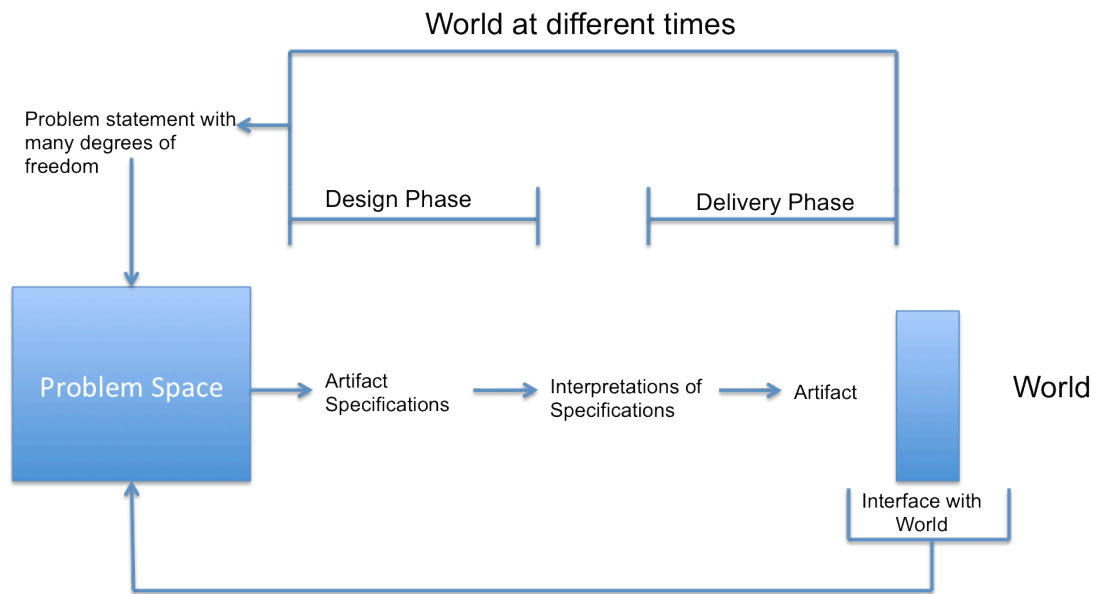 World at different times
Problem statement with
many degrees of
freedom
Design Phase
Delivery Phase
Problem Space
Artifact
Specifications
Interpretations of
Specifications
Artifact
World
Interface with
World